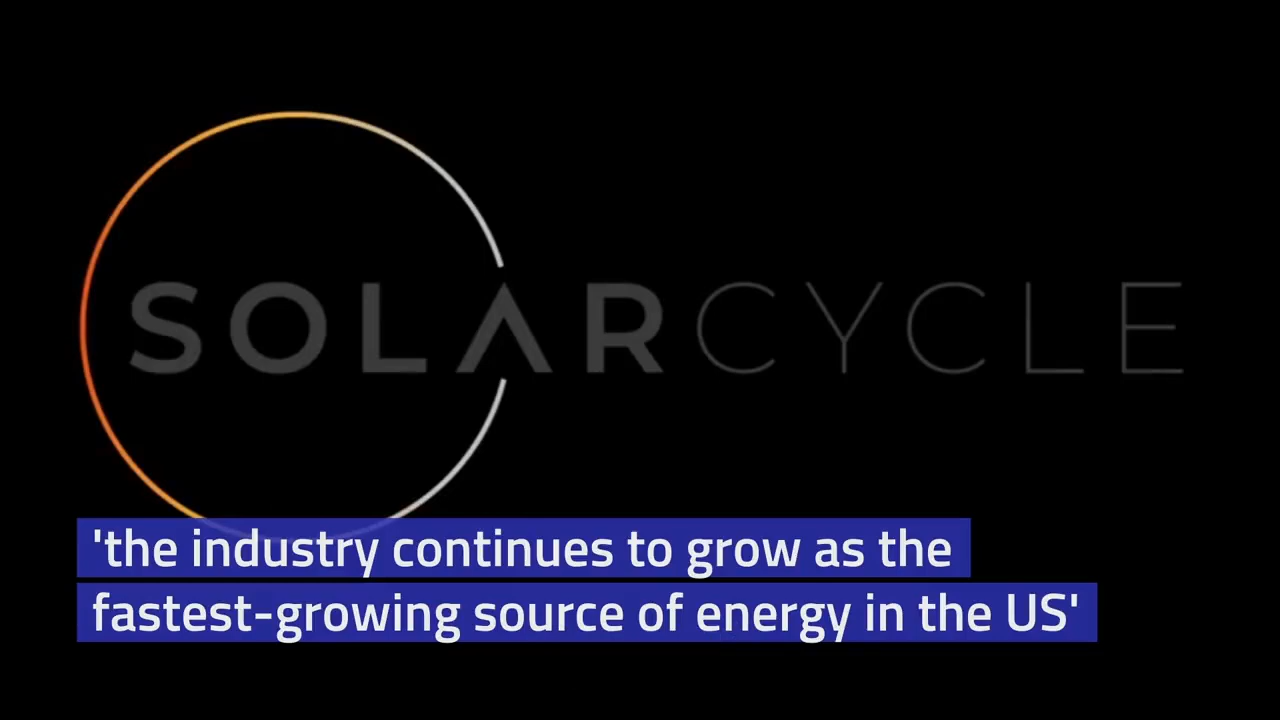 SOLARCYCLE
'the industry continues to grow as the
fastest-growing source of energy in the US'